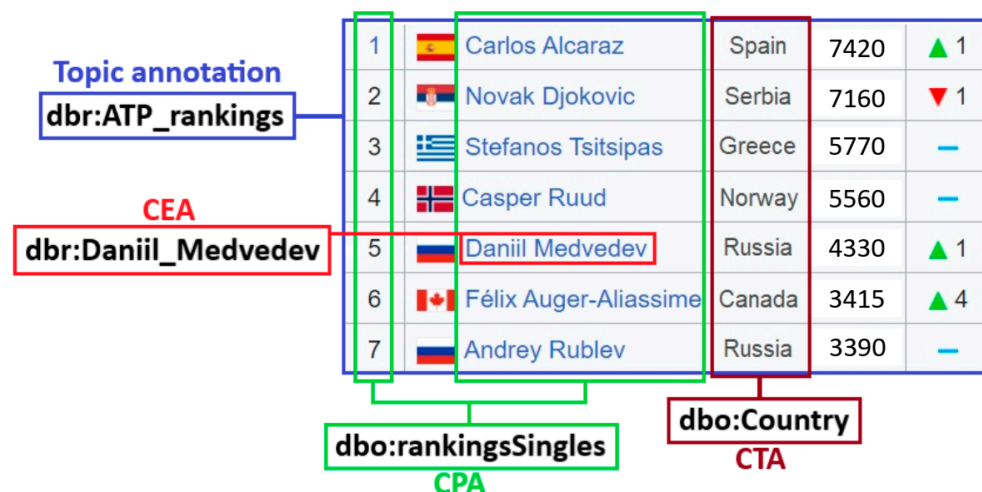 1 Carlos Alcaraz Spain 7420 ▲ 1
Topic annotation
dbr:ATP_rankings
2 Novak Djokovic Serbia 7160 ▼ 1
3 Stefanos Tsitsipas Greece 5770 –
4 Casper Ruud Norway 5560 –
CEA
dbr:Daniil_Medvedev
5 Daniil Medvedev Russia 4330 ▲ 1
6 Félix Auger-Aliassime Canada 3415 ▲ 4
7 Andrey Rublev Russia 3390 –
dbo:rankingsSingles
CPA
dbo:Country
CTA